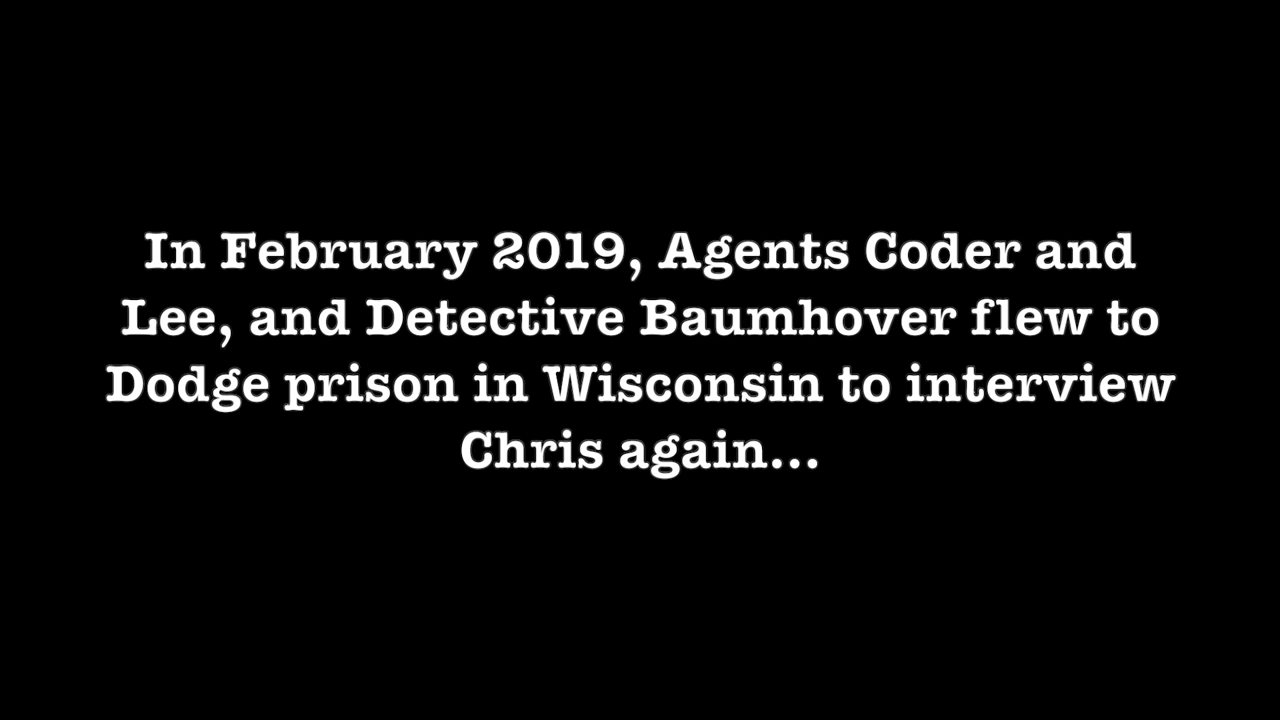 In February 2019, Agents Coder and
Lee, and Detective Baumhover flew to
Dodge prison in Wisconsin to interview
Chris again...